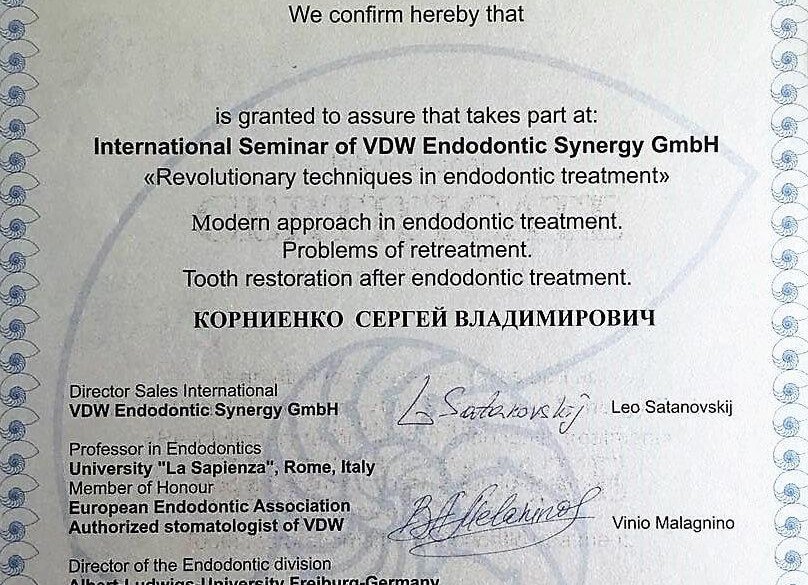 We confirm hereby that
is granted to assure that takes part at:
International Seminar of VDW Endodontic Synergy GmbH
«Revolutionary techniques in endodontic treatment»
Modern approach in endodontic treatment.
Problems of retreatment.
Tooth restoration after endodontic treatment.
КОРНИЕНКО СЕРГЕЙ ВЛАДИМИРОВИЧ
Director Sales International
VDW Endodontic Synergy GmbH
L Satanovskij
Leo Satanovskij
Professor in Endodontics
University "La Sapienza", Rome, Italy
Member of Honour
European Endodontic Association
Authorized stomatologist of VDW
Vinio Malagnino
Director of the Endodontic division
Albert Ludwigs University Freiburg-Germany